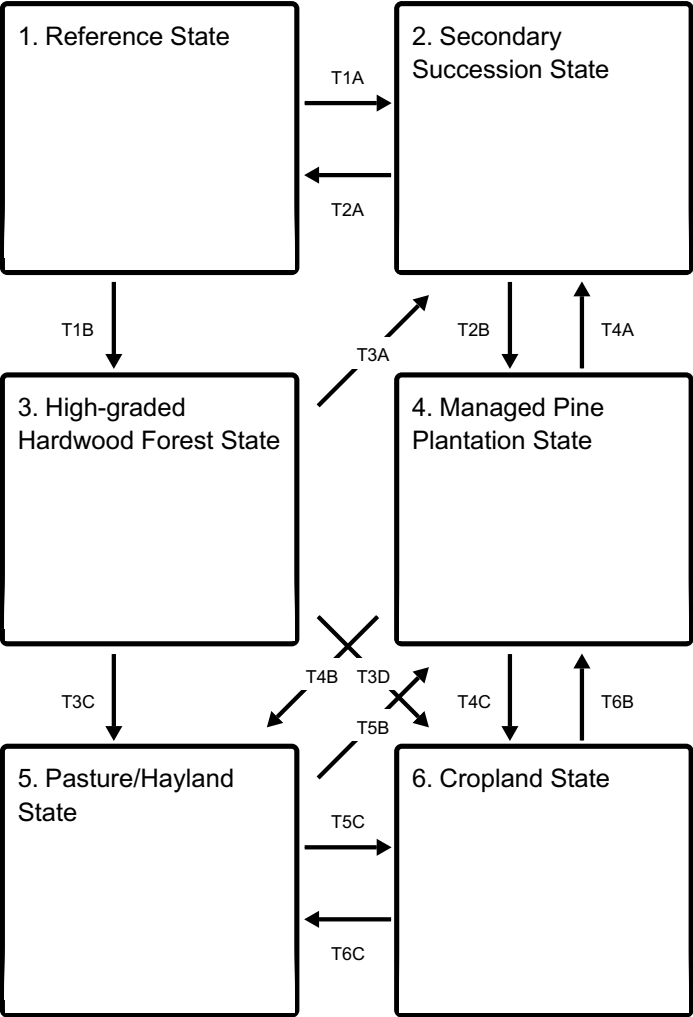 1. Reference State
2. Secondary
Succession State
T1A
T2A
T1B
T3A
T2B
T4A
3. High-graded
Hardwood Forest State
4. Managed Pine
Plantation State
T3C
T4B
T3D
T5B
T4C
T6B
5. Pasture/Hayland
State
6. Cropland State
T5C
T6C